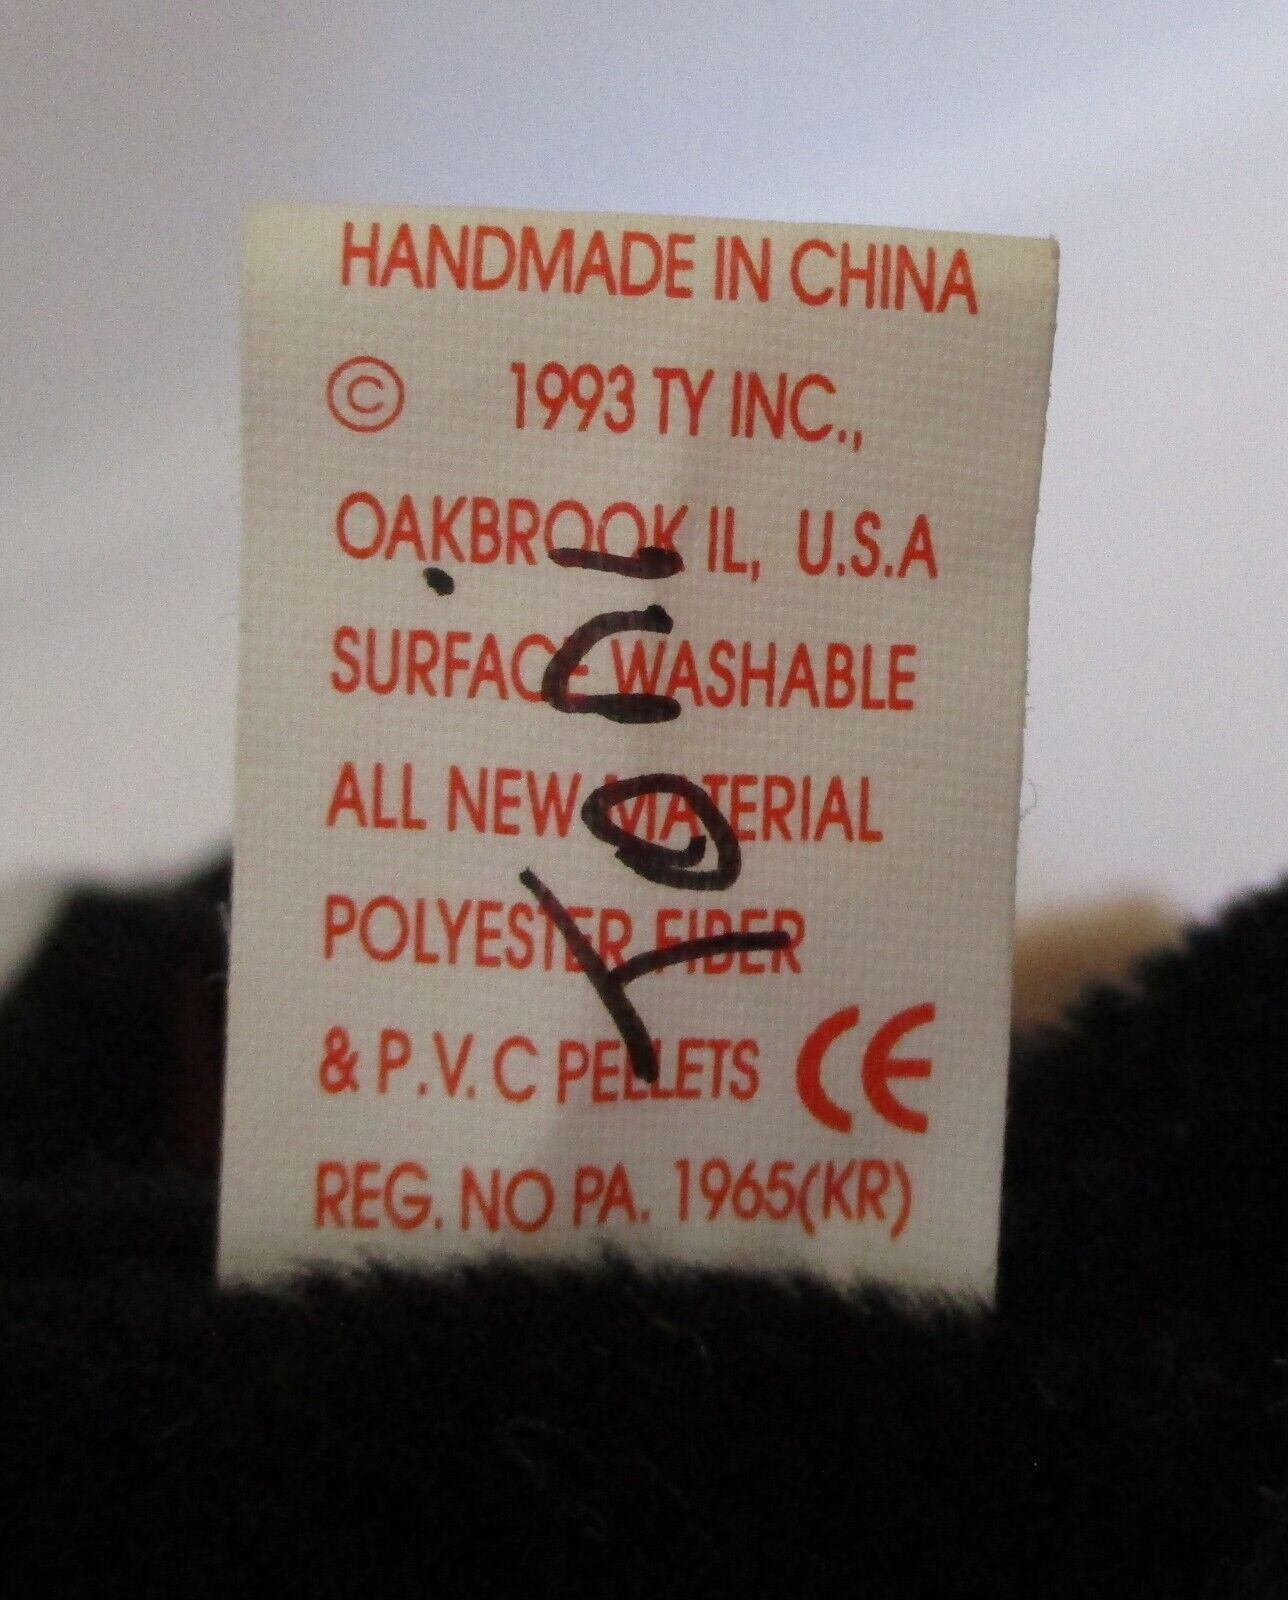 HANDMADE IN CHINA
© 1993 TY INC.,
OAKBROOK IL, U.S.A
SURFACE WASHABLE
ALL NEW MATERIAL
POLYESTER FIBER
& P.V.C PELLETS CE
REG. NO PA. 1965(KR)
Toni